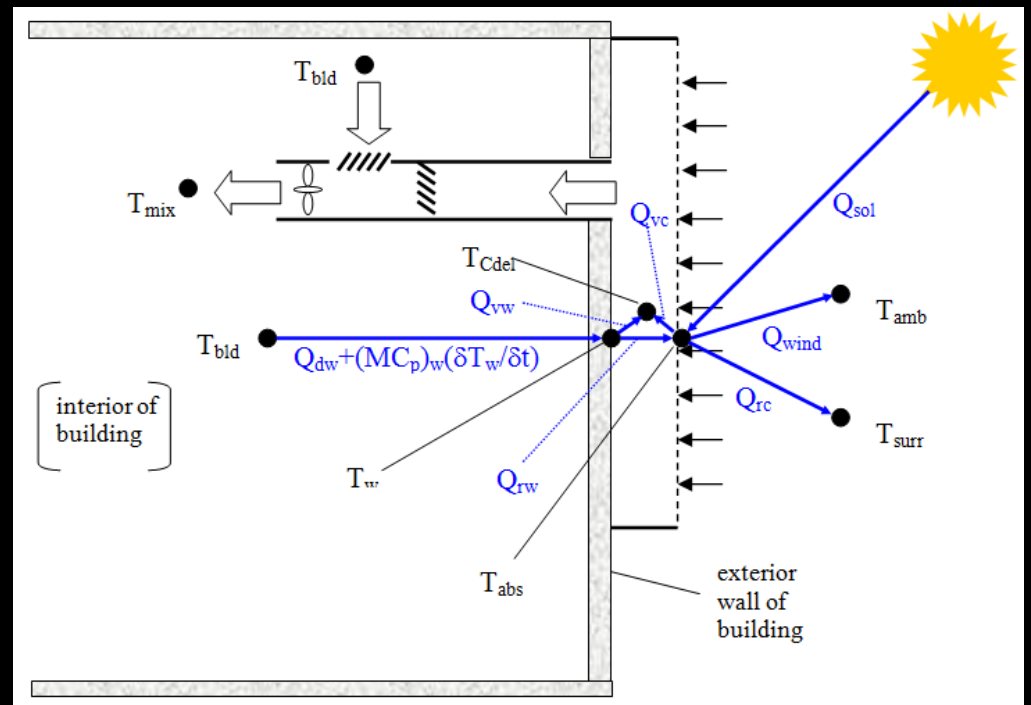 T_bld
T_mix
Q_vc
Q_sol
T_Cdel
Q_vw
T_amb
T_bld
Q_dw+(MC_p)_w(δT_w/δt)
Q_wind
Q_rc
interior of
building
T_surr
T_w
Q_rw
T_abs
exterior
wall of
building